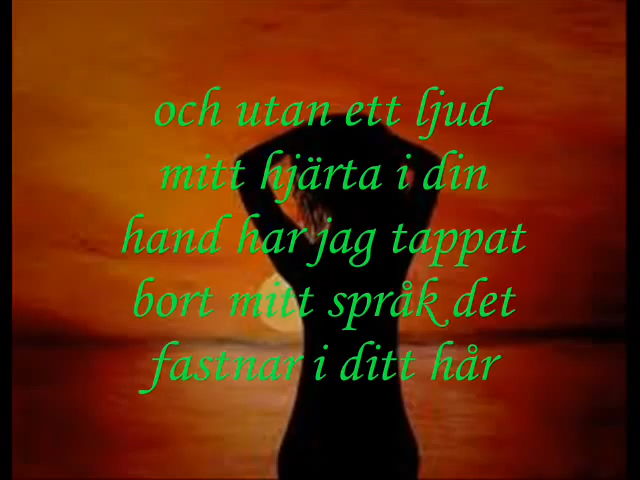 och utan ett ljud
mitt hjärta i din
hand har jag tappat
bort mitt språk det
fastnar i ditt hår